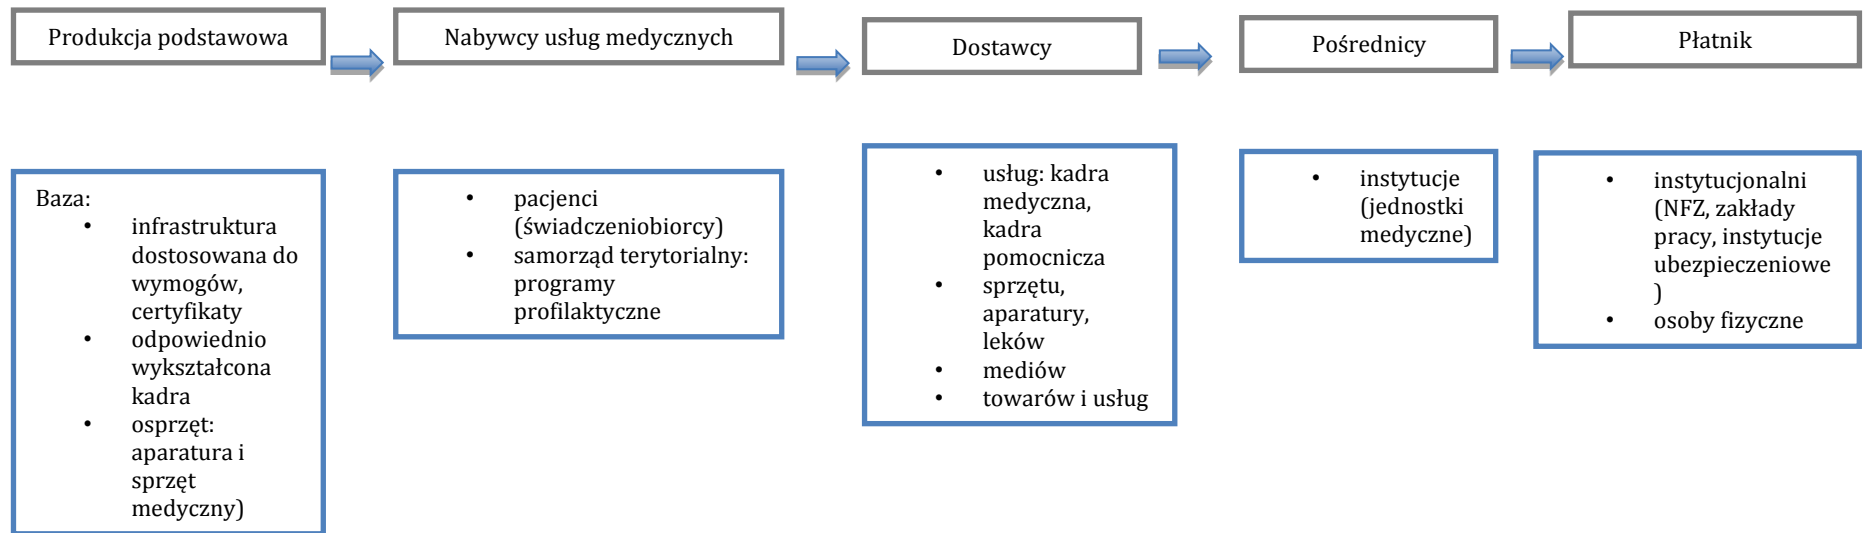 Produkcja podstawowa
Nabywcy usług medycznych
Dostawcy
Pośrednicy
Płatnik
Baza:
• infrastruktura
dostosowana do
wymogów,
certyfikaty
• odpowiednio
wykształcona
kadra
• osprzęt:
aparatura i
sprzęt
medyczny)
• pacjenci
(świadczeniobiorcy)
• samorząd terytorialny:
programy
profilaktyczne
• usług: kadra
medyczna,
kadra
pomocnicza
• sprzętu,
aparatury,
leków
• mediów
• towarów i usług
• instytucje
(jednostki
medyczne)
• instytucjonalni
(NFZ, zakłady
pracy, instytucje
ubezpieczeniowe
)
• osoby fizyczne